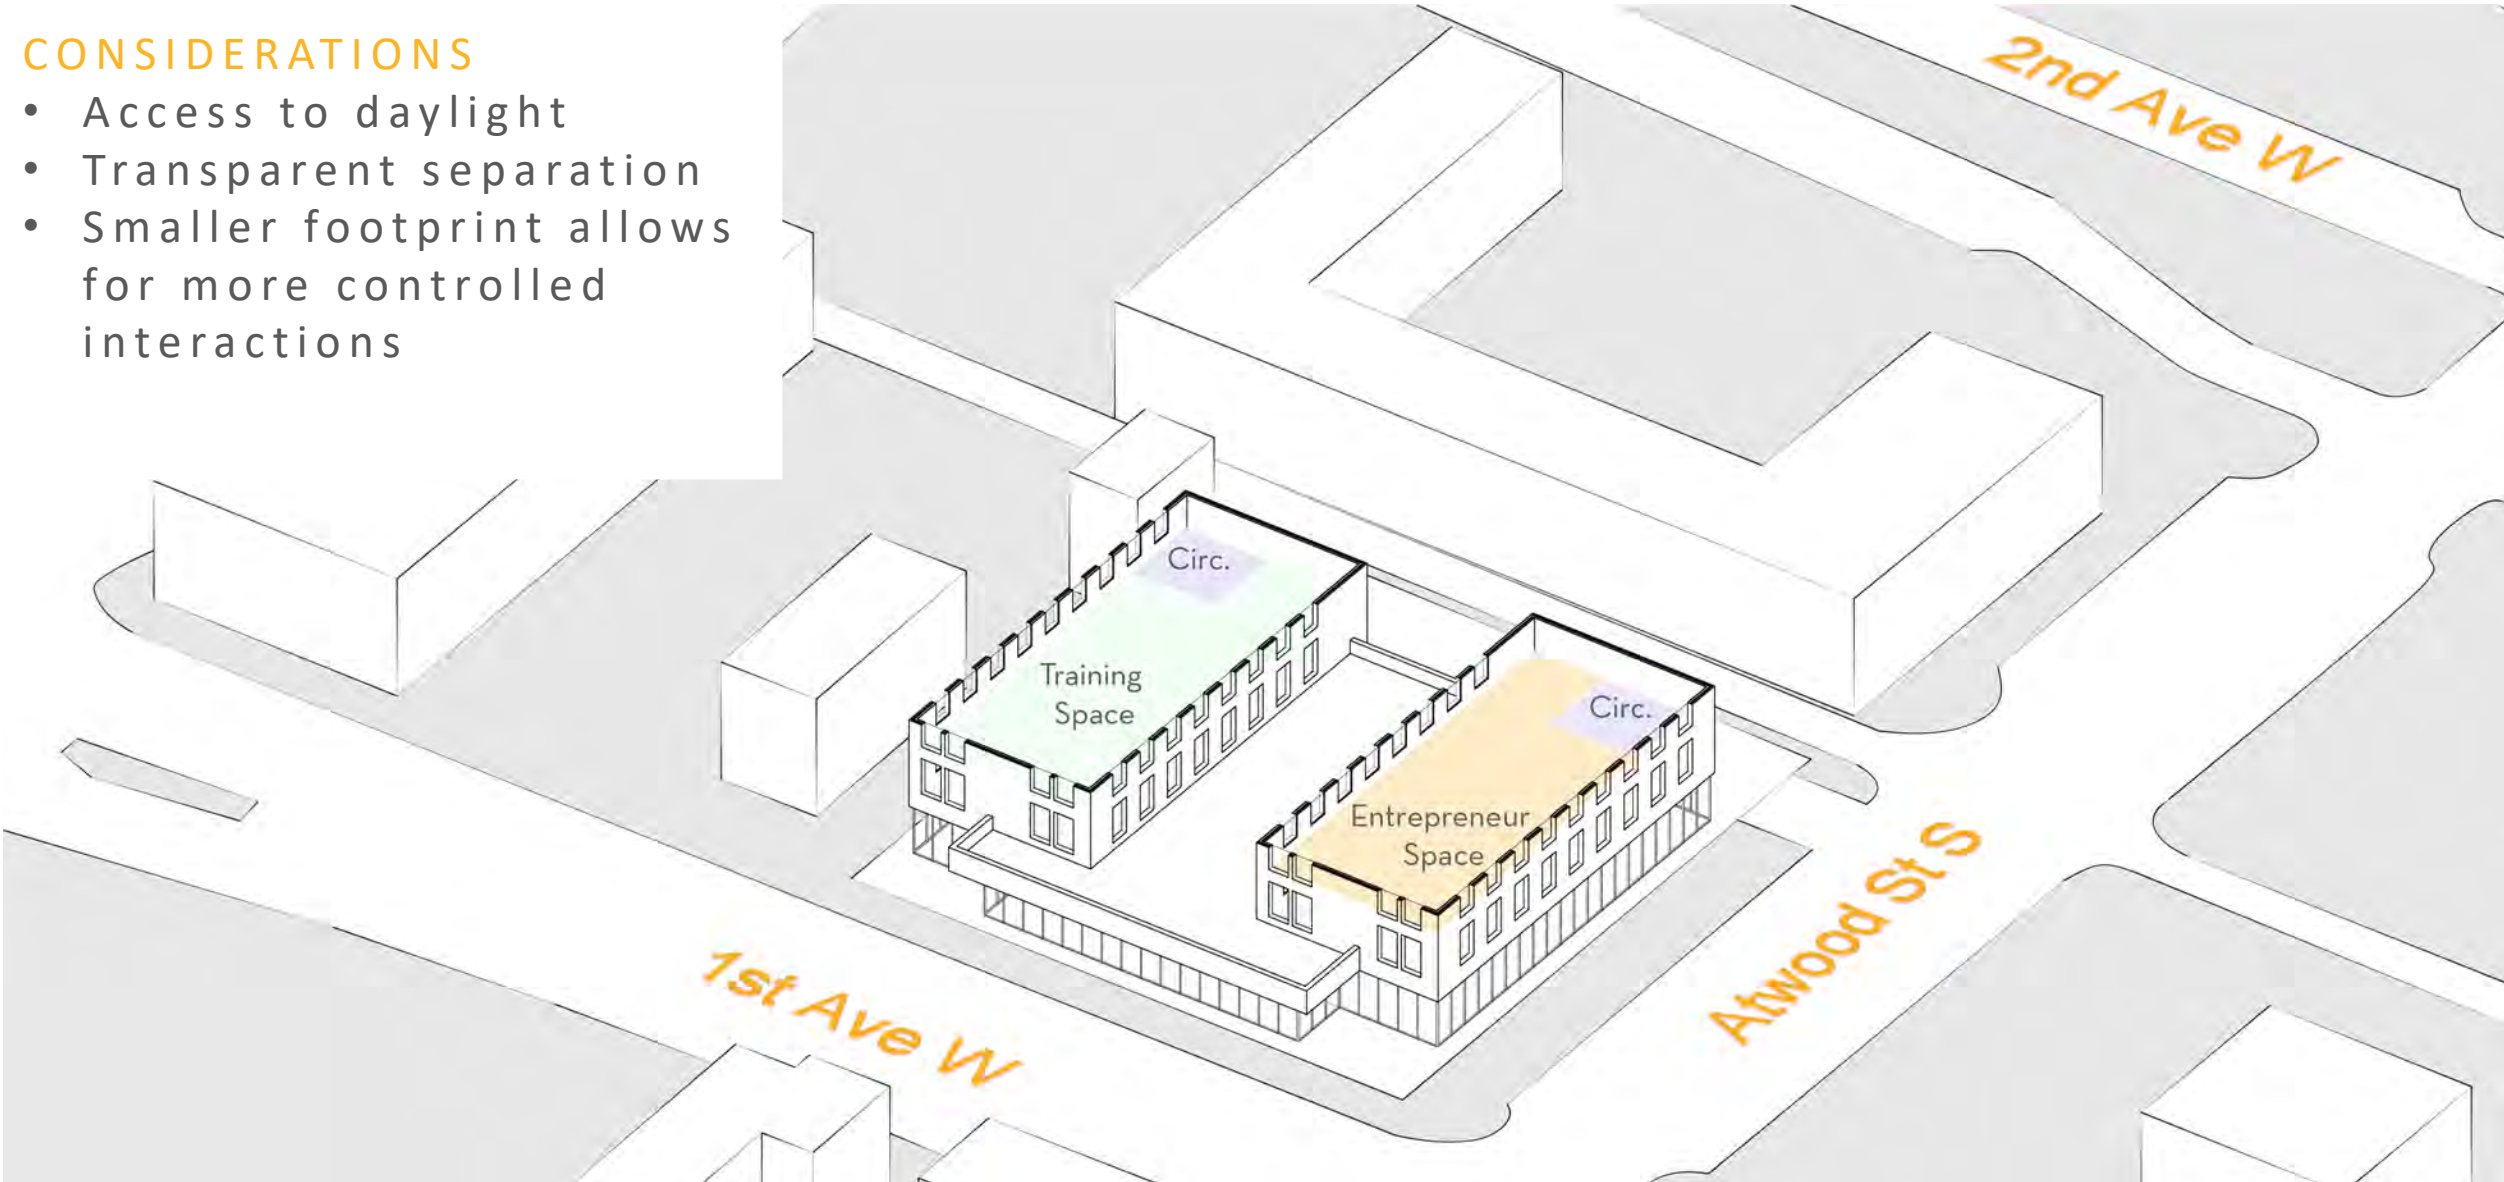 CONSIDERATIONS
• Access to daylight
• Transparent separation
• Smaller footprint allows
for more controlled
interactions
2nd Ave W
Circ.
Training
Space
Circ.
Entrepreneur
Space
Atwood St S
1st Ave W